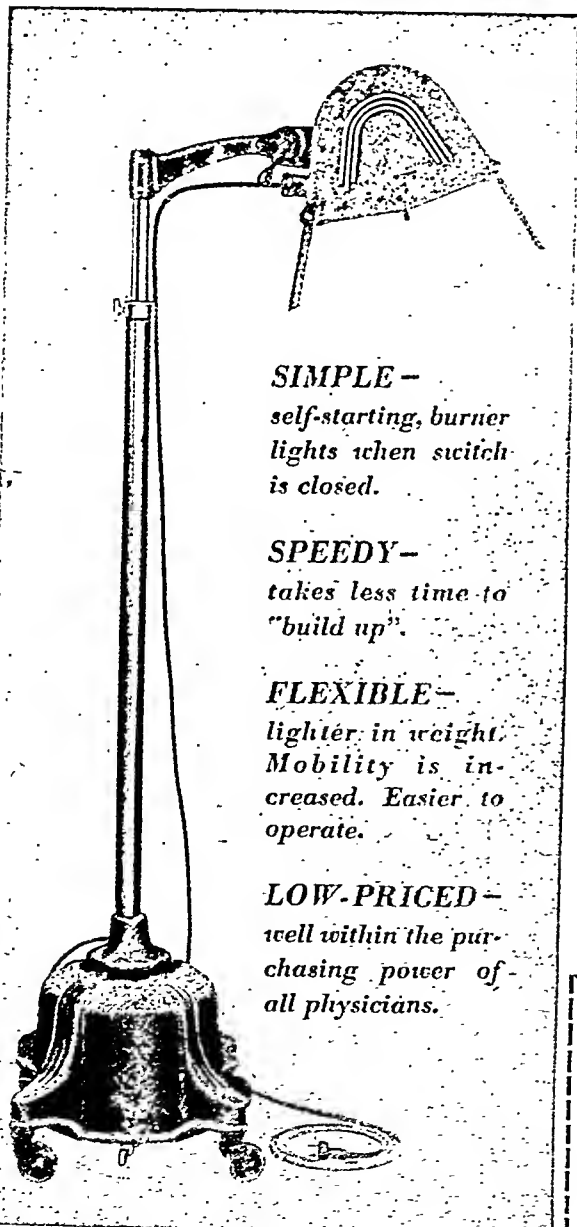 SIMPLE –
self-starting, burner
lights when switch
is closed.
SPEEDY –
takes less time to
"build up".
FLEXIBLE –
lighter in weight.
Mobility is in-
creased. Easier to
operate.
LOW-PRICED –
well within the pur-
chasing power of
all physicians.